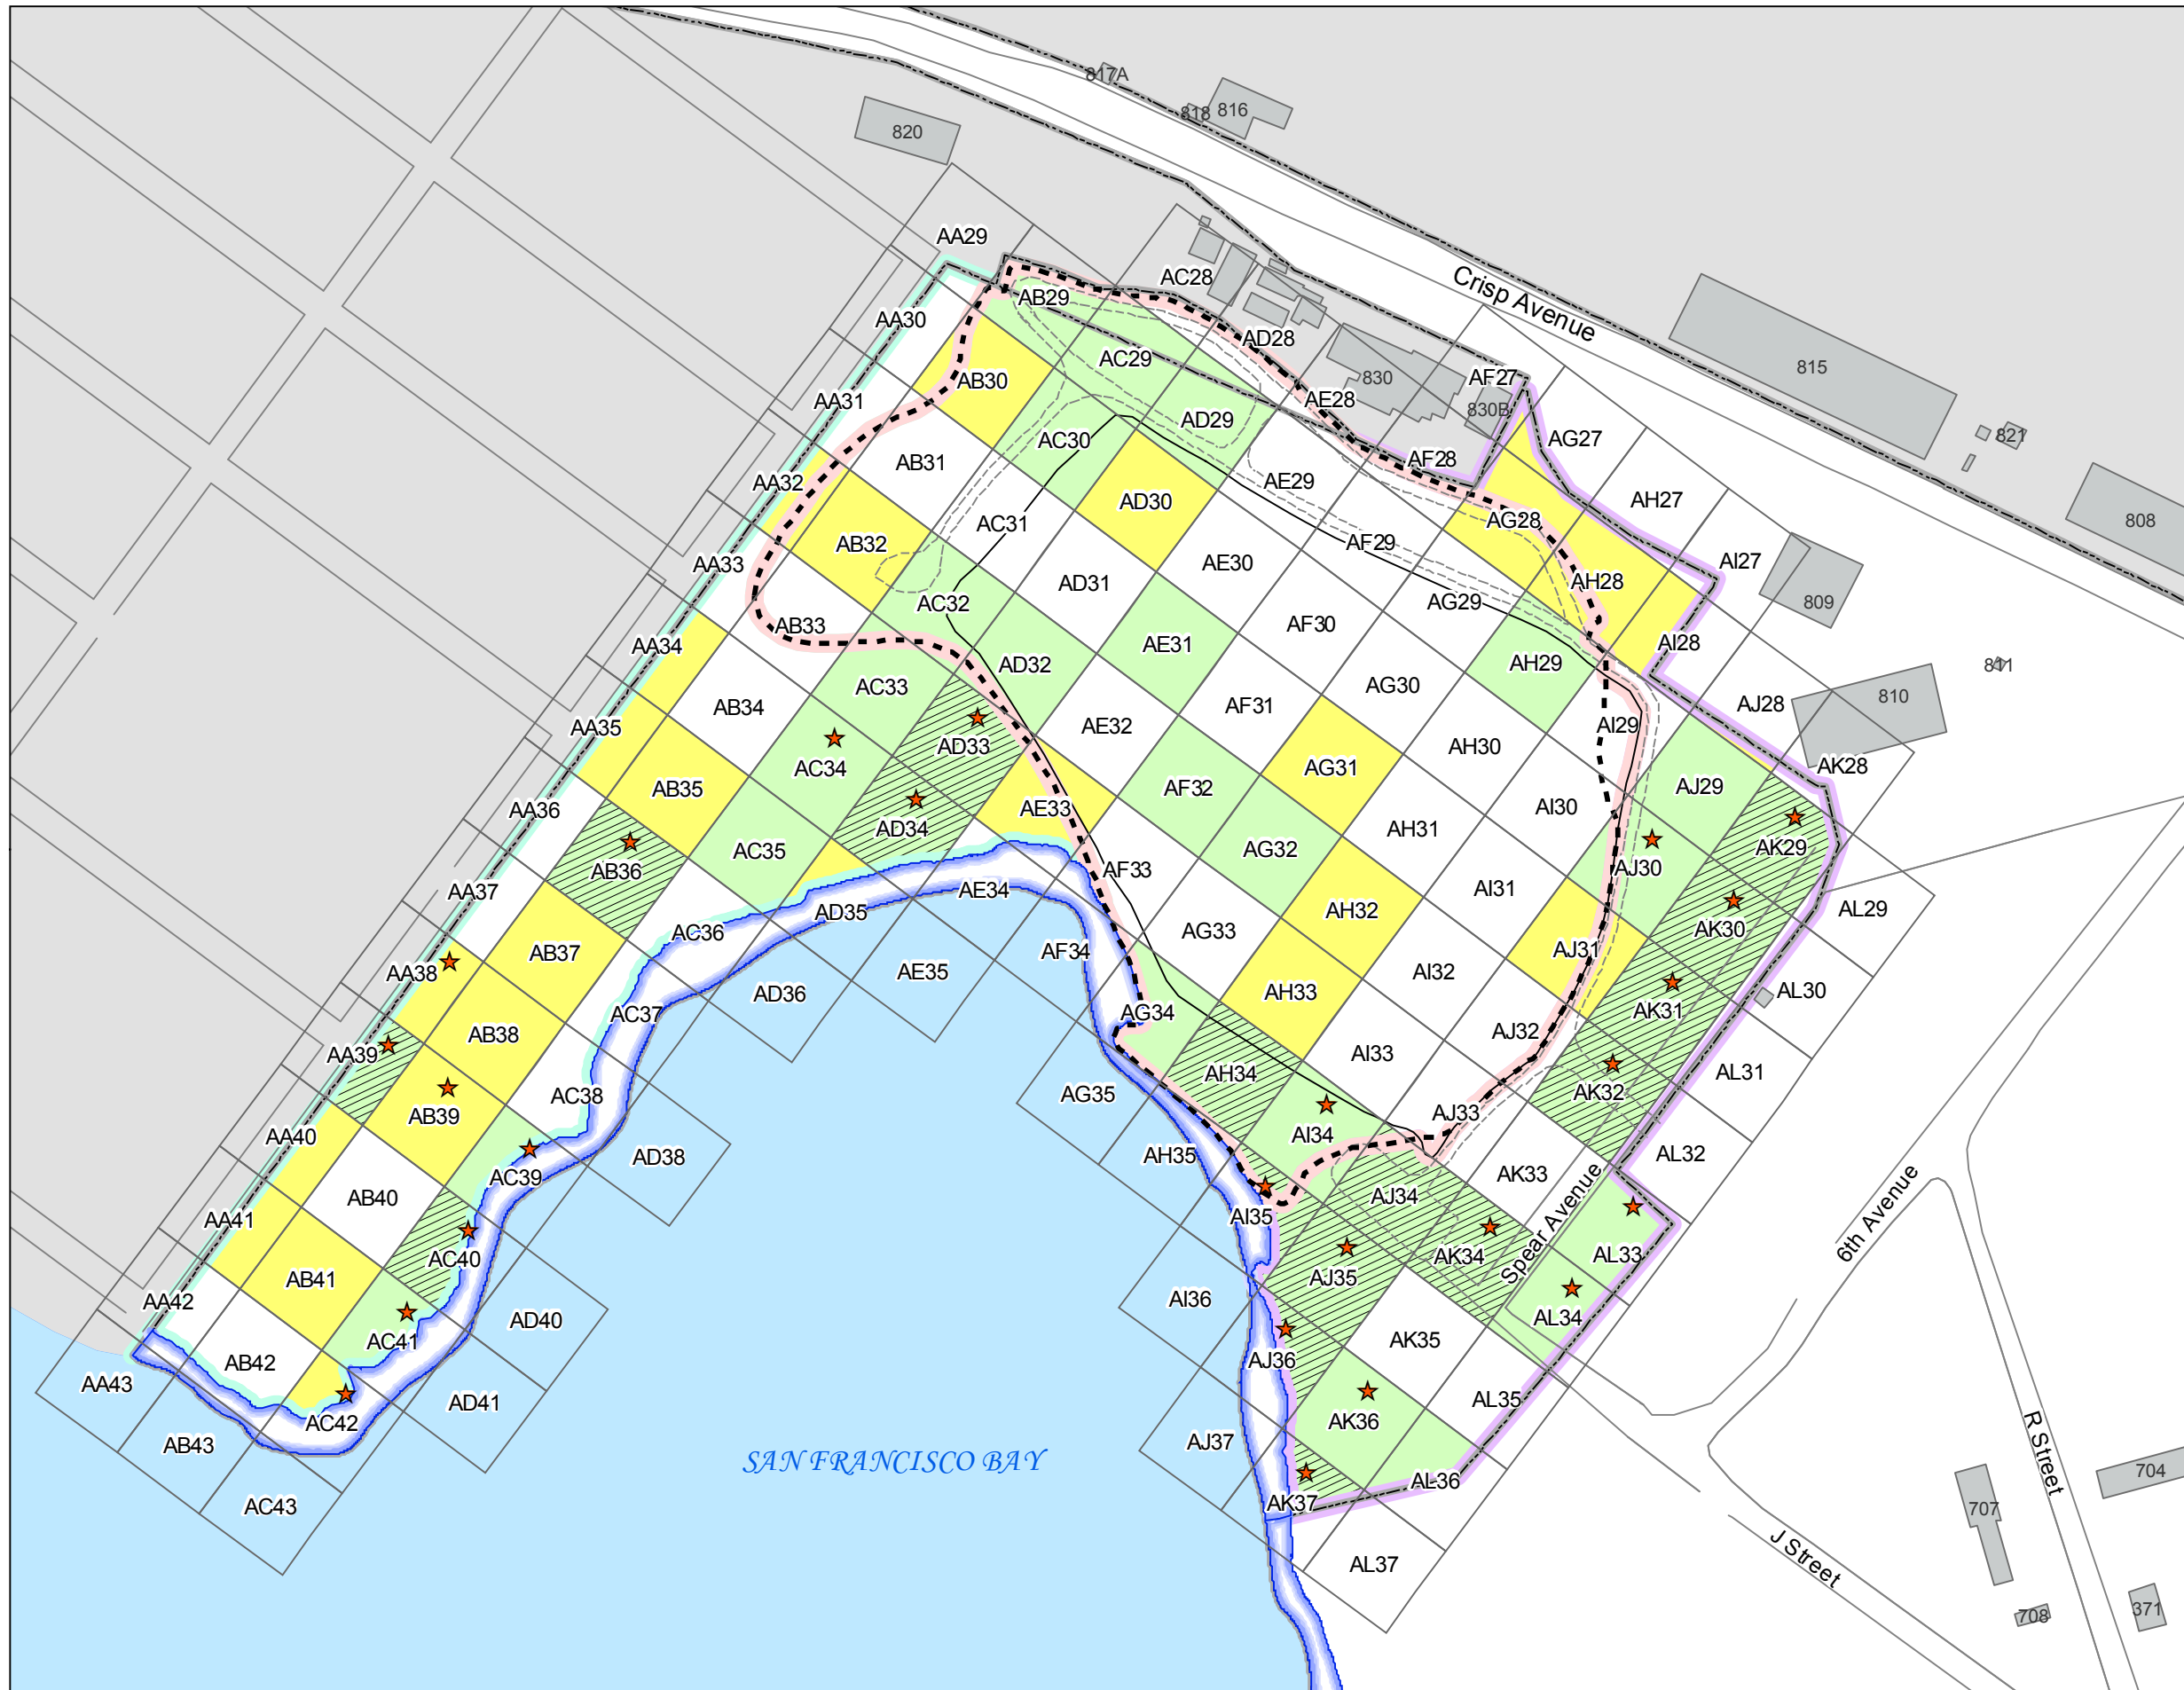 817A
818
816
820
Crisp Avenue
AA29
AC28
AB29
AA30
AD28
815
AC29
830
AF27
AB30
AE28
AA31
830B
AD29
821
AC30
AG27
AF28
AB31
AE29
AA32
AH27
AD30
808
AC31
AG28
AF29
AB32
AI27
AE30
AA33
AD31
AH28
AC32
AG29
809
AB33
AF30
AI28
AE31
AA34
AH29
AD32
841
AC33
AG30
810
AB34
AJ28
AF31
AI29
AE32
AA35
AD33
AH30
AK28
AG31
AC34
AJ29
AF32
AB35
AE33
AI30
AA36
AD34
AH31
AG32
AK29
AC35
AJ30
AF33
AB36
AI31
AE34
AA37
AH32
AL29
AD35
AK30
AG33
AC36
AF34
AJ31
AB37
AI32
AE35
AA38
AL30
AH33
AD36
AK31
AG34
AC37
AJ32
AB38
AI33
AA39
AL31
AH34
AK32
AG35
AC38
AJ33
AB39
AI34
AA40
AL32
AH35
AD38
AK33
AC39
AJ34
AB40
AI35
AA41
6th Avenue
Spear Avenue
AL33
AK34
AC40
AJ35
AB41
AI36
AA42
AL34
AD40
AK35
AC41
AJ36
AB42
AA43
AL35
AD41
AK36
AC42
AJ37
AB43
R Street
SAN FRANCISCO BAY
704
AL36
AK37
AC43
707
J Street
AL37
708
371